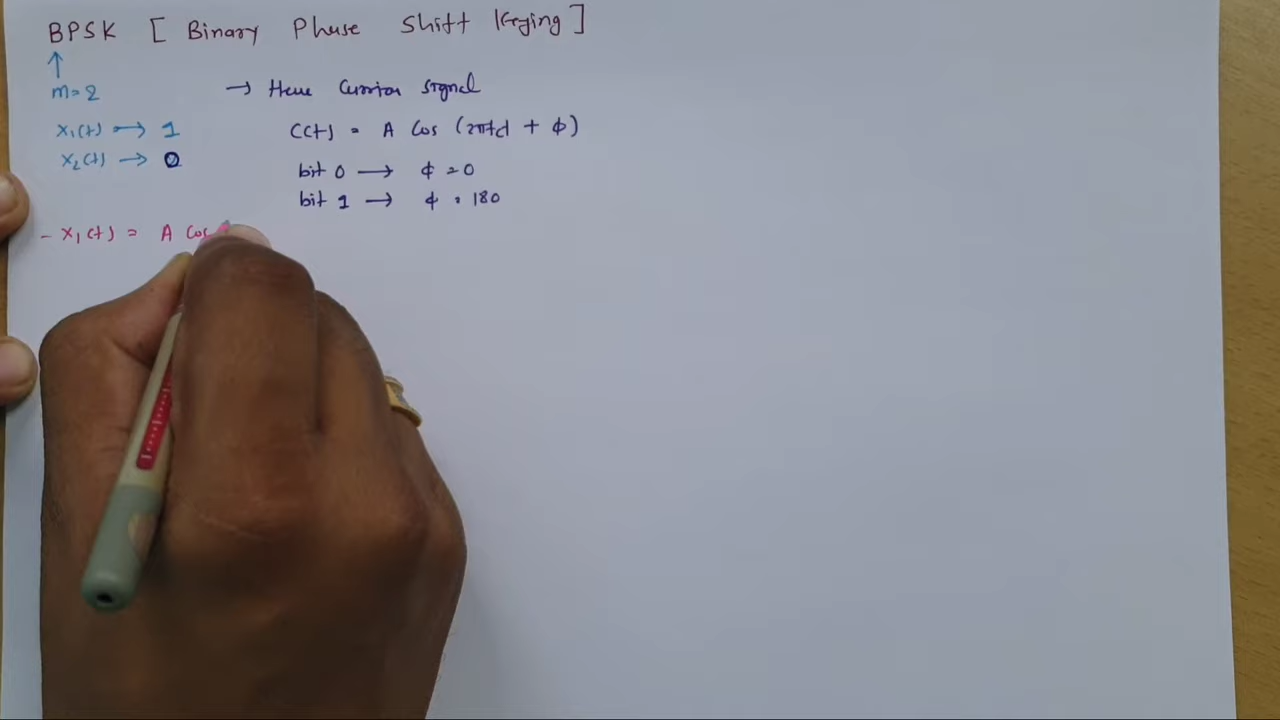 BPSK [ Binary Phase Shift Keying ]
m = 2
→ Here Carrier signal
x₁(t) → 1
C(t) = A Cos (2πfct + ϕ)
x₂(t) → 0
bit 0 → ϕ = 0
bit 1 → ϕ = 180
- x₁(t) = A Cos